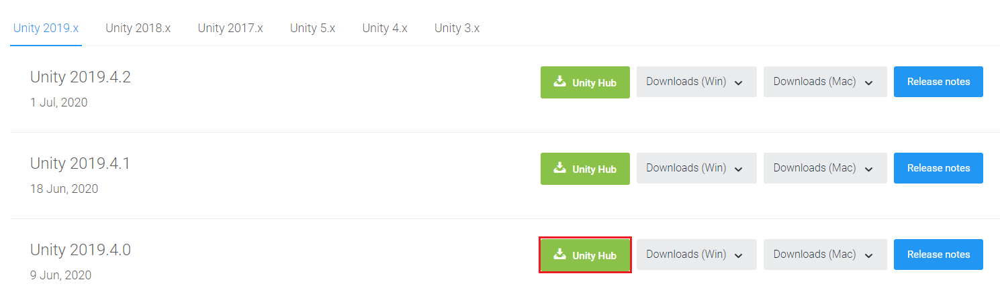 Unity 2019.x Unity 2018.x Unity 2017.x Unity 5.x Unity 4.x Unity 3.x
Unity 2019.4.2 Unity Hub Downloads (Win) Downloads (Mac) Release notes
1 Jul, 2020
Unity 2019.4.1 Unity Hub Downloads (Win) Downloads (Mac) Release notes
18 Jun, 2020
Unity 2019.4.0 Unity Hub Downloads (Win) Downloads (Mac) Release notes
9 Jun, 2020